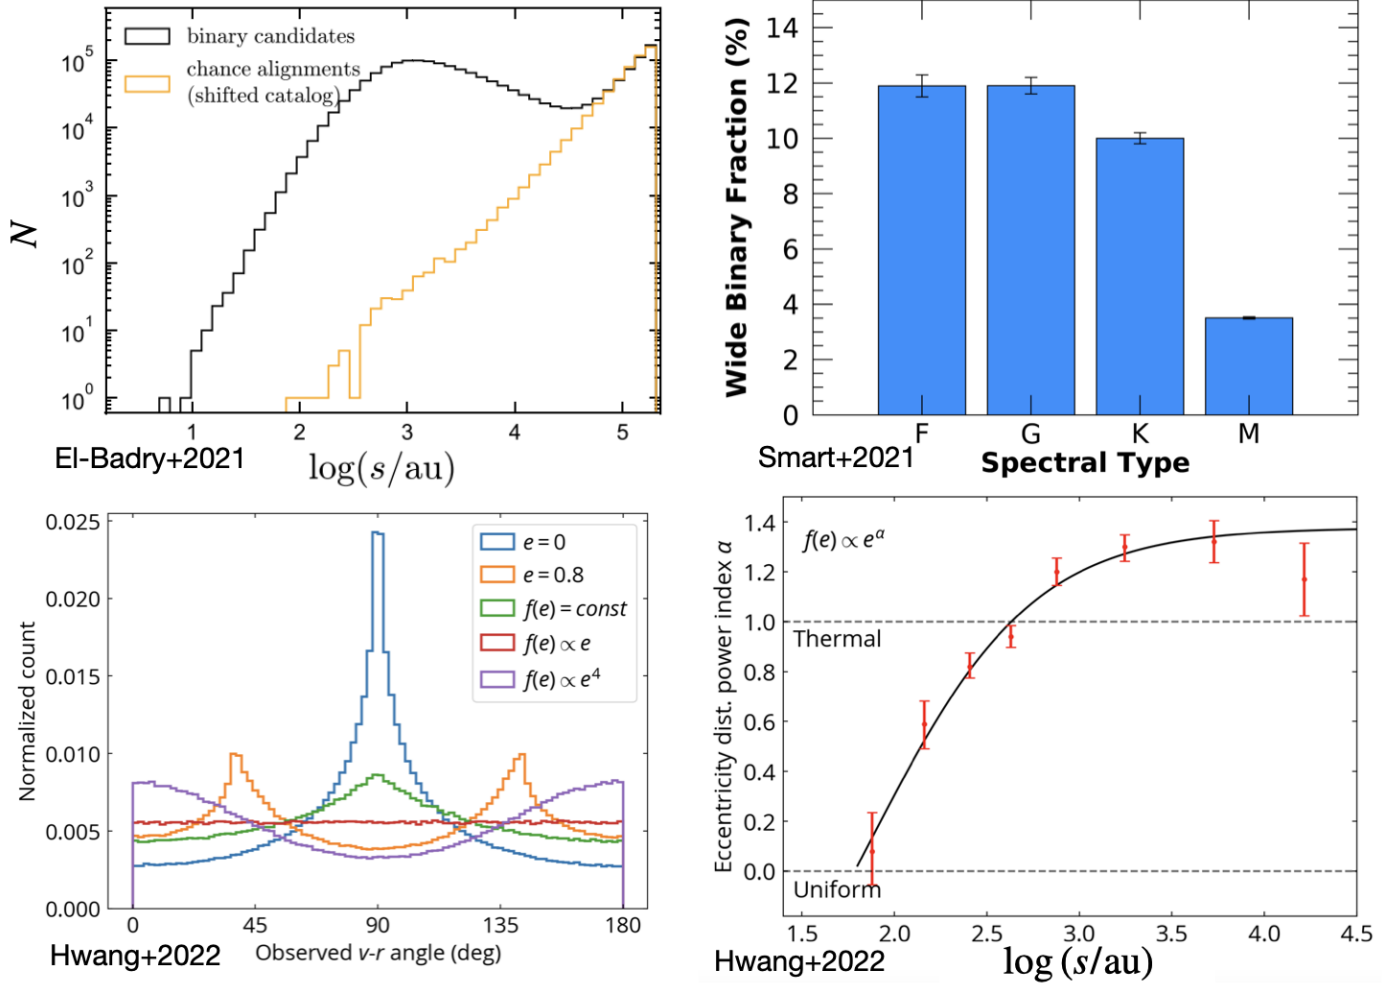 binary candidates
chance alignments
(shifted catalog)
10^5
10^4
10^3
10^2
10^1
10^0
N
1 2 3 4 5
El-Badry+2021
log(s/au)
Wide Binary Fraction (%)
14
12
10
8
6
4
2
0
F G K M
Smart+2021
Spectral Type
0.025
0.020
0.015
0.010
0.005
0.000
Normalized count
e = 0
e = 0.8
f(e) = const
f(e) ∝ e
f(e) ∝ e^4
0 45 90 135 180
Hwang+2022
Observed v-r angle (deg)
Eccentricity dist. power index α
1.4
1.2
1.0
0.8
0.6
0.4
0.2
0.0
f(e) ∝ e^α
Thermal
Uniform
1.5 2.0 2.5 3.0 3.5 4.0 4.5
Hwang+2022
log (s/au)